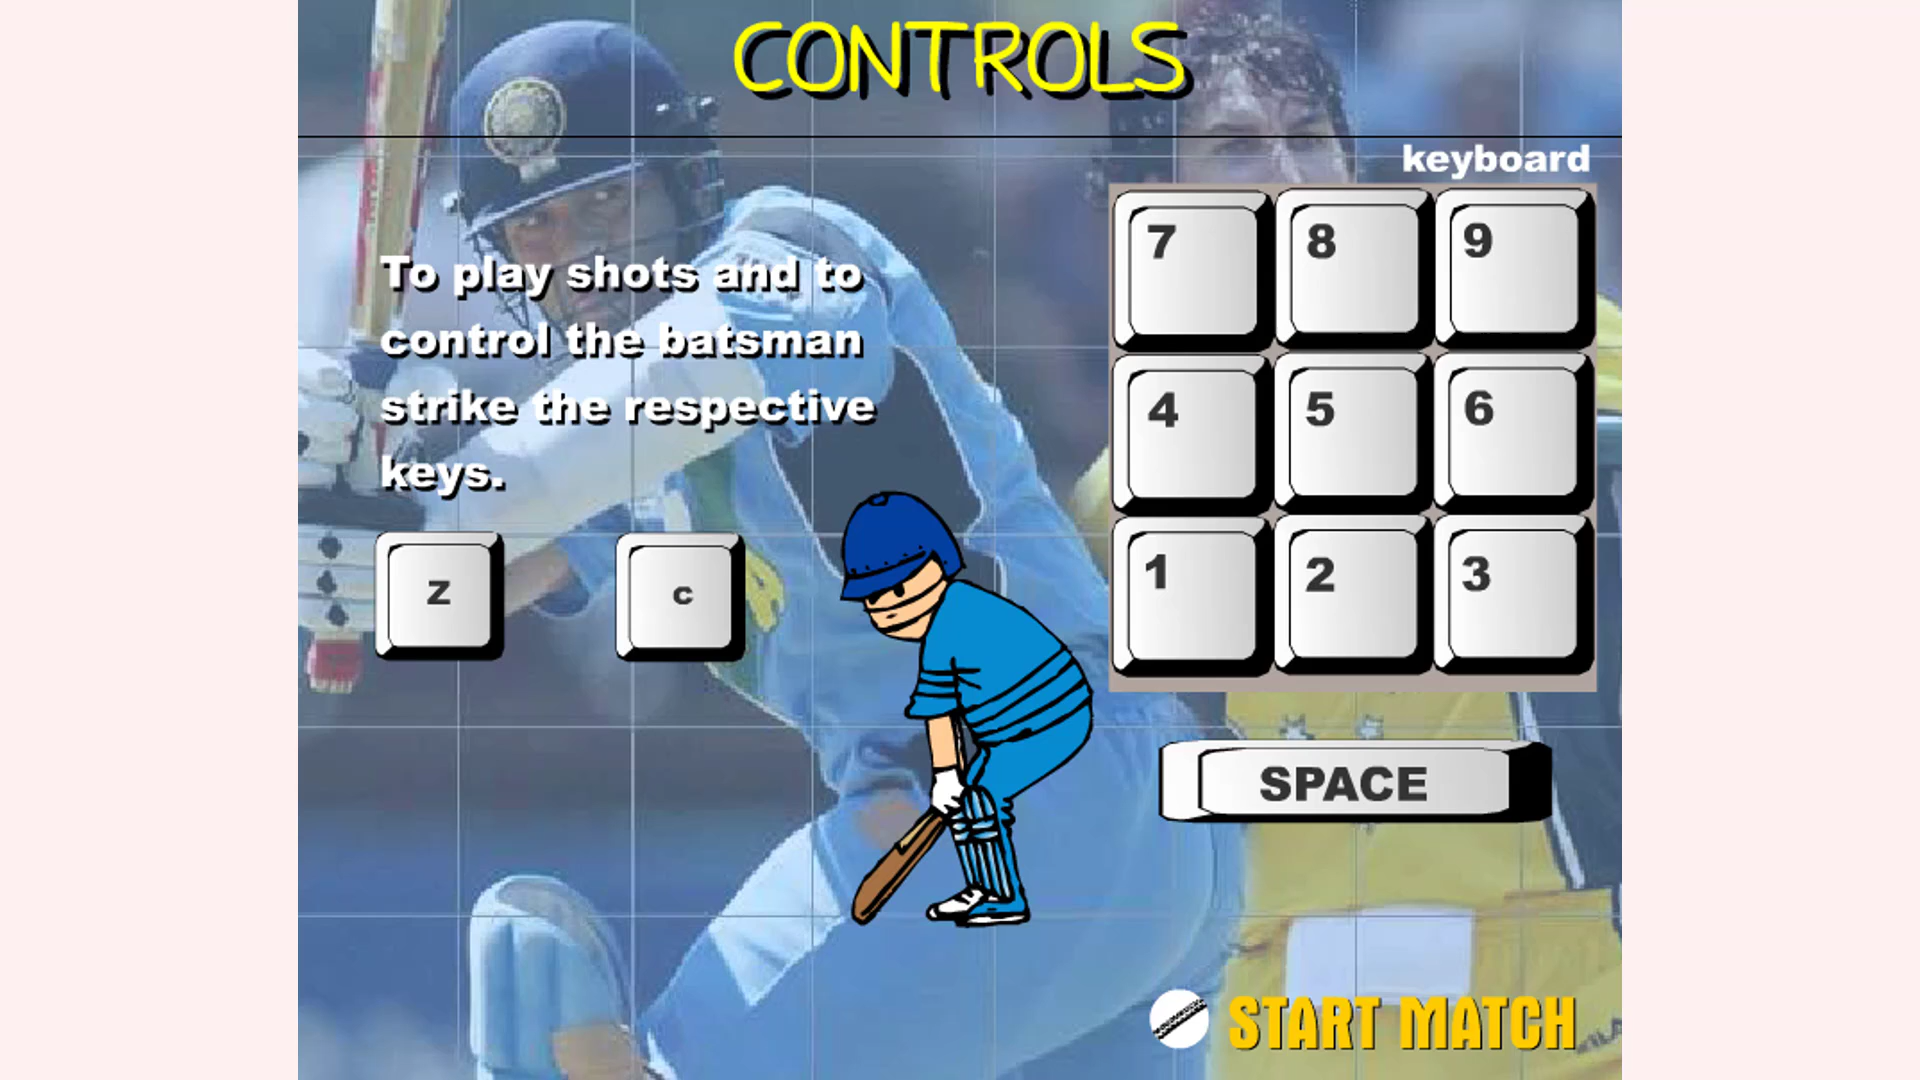 CONTROLS
keyboard
To play shots and to
control the batsman
strike the respective
keys.
7 8 9
4 5 6
1 2 3
Z c
SPACE
START MATCH